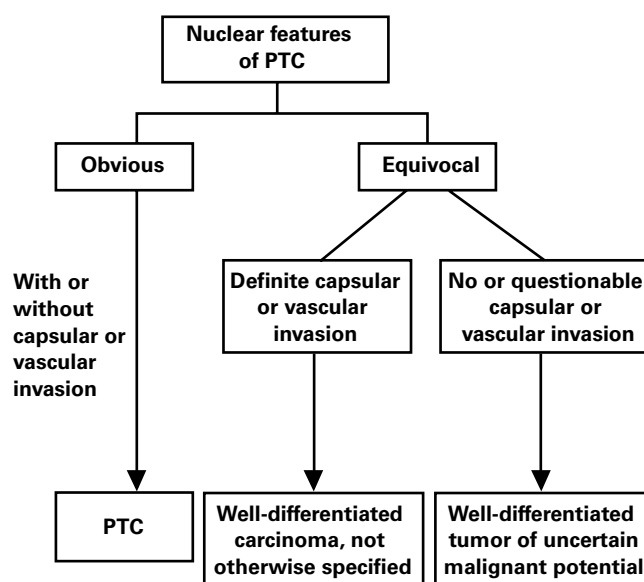 Nuclear features
of PTC
Obvious
Equivocal
With or
without
capsular or
vascular
invasion
Definite capsular
or vascular
invasion
No or questionable
capsular or
vascular invasion
PTC
Well-differentiated
carcinoma, not
otherwise specified
Well-differentiated
tumor of uncertain
malignant potential